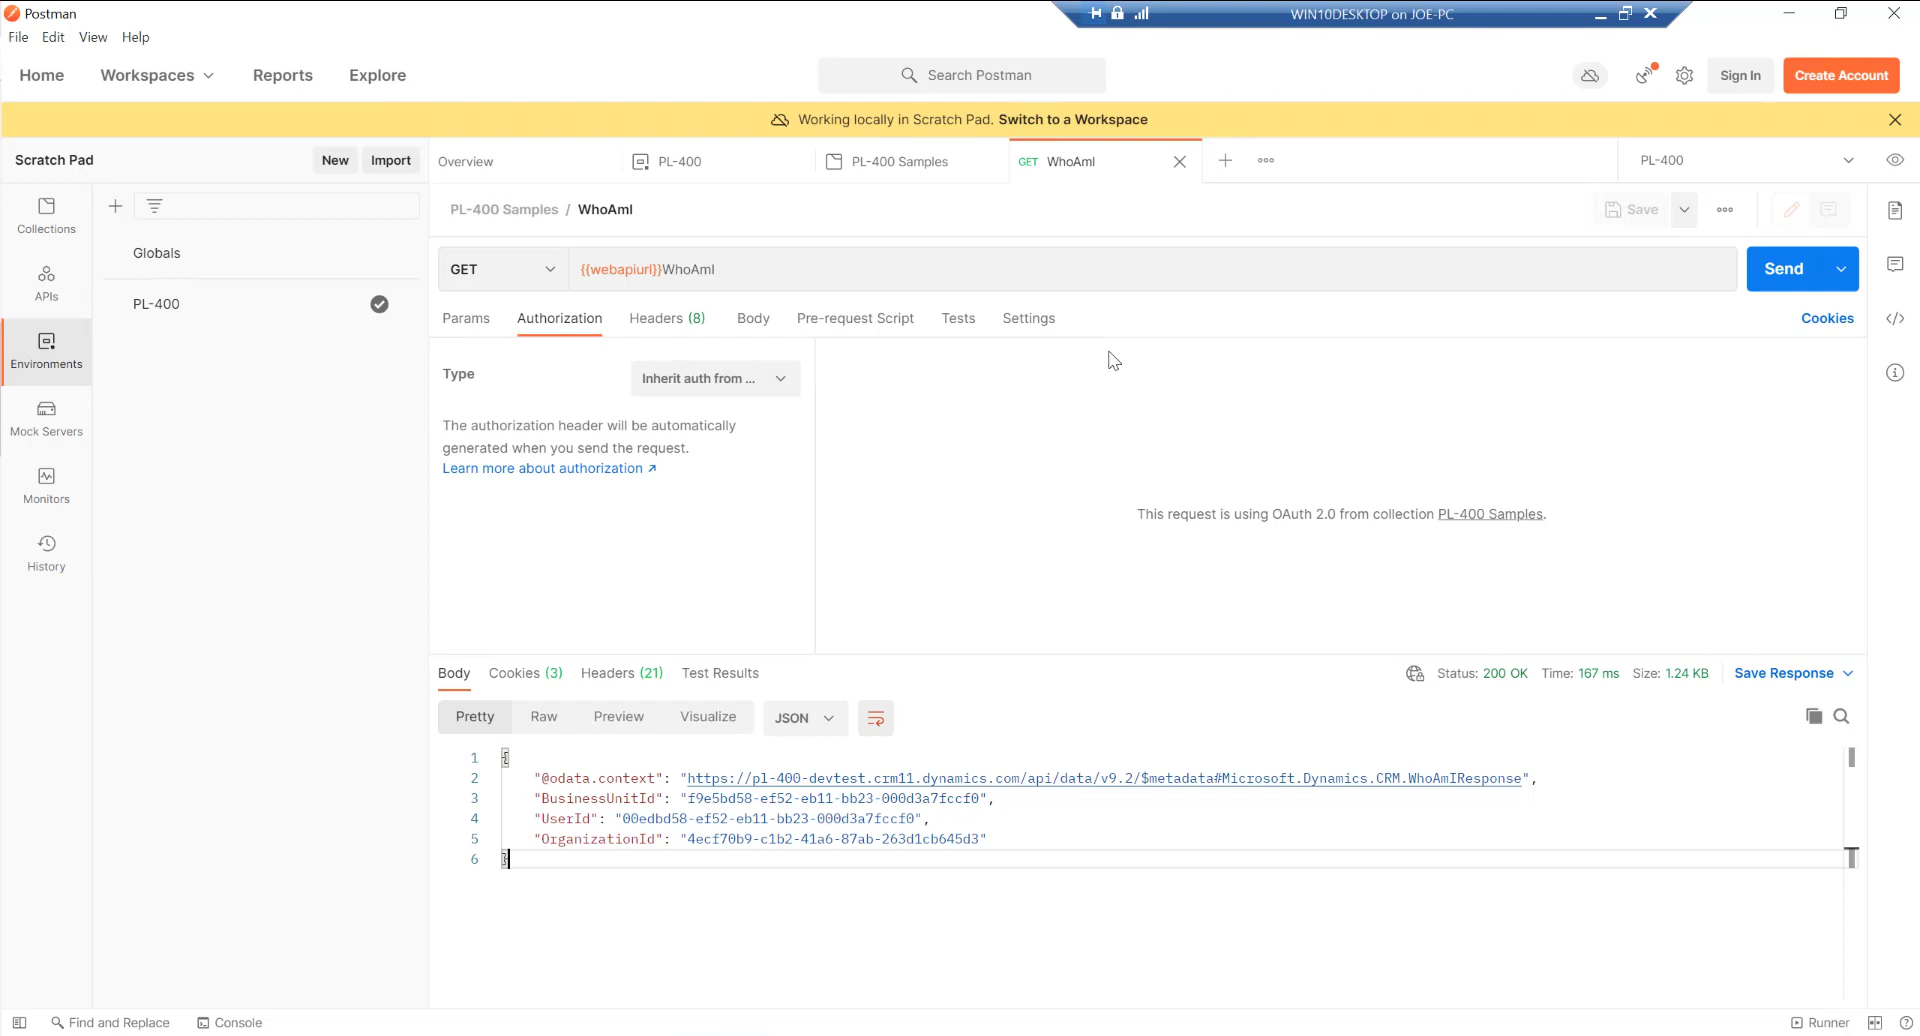 Postman
WIN10DESKTOP on JOE-PC
File Edit View Help
Home Workspaces Reports Explore
Search Postman
Sign In
Create Account
Working locally in Scratch Pad. Switch to a Workspace
Scratch Pad
New
Import
Overview
PL-400
PL-400 Samples
GET WhoAmI
PL-400
Collections
APIs
Environments
Mock Servers
Monitors
History
Globals
PL-400
PL-400 Samples / WhoAmI
Save
GET
{{webapiurl}}WhoAmI
Send
Params Authorization Headers (8) Body Pre-request Script Tests Settings
Cookies
Type
Inherit auth from ...
The authorization header will be automatically
generated when you send the request.
Learn more about authorization ↗
This request is using OAuth 2.0 from collection PL-400 Samples.
Body Cookies (3) Headers (21) Test Results
Status: 200 OK Time: 167 ms Size: 1.24 KB
Save Response
Pretty Raw Preview Visualize JSON
1 {
2 "@odata.context": "https://pl-400-devtest.crm11.dynamics.com/api/data/v9.2/$metadata#Microsoft.Dynamics.CRM.WhoAmIResponse",
3 "BusinessUnitId": "f9e5bd58-ef52-eb11-bb23-000d3a7fccf0",
4 "UserId": "00edbd58-ef52-eb11-bb23-000d3a7fccf0",
5 "OrganizationId": "4ecf70b9-c1b2-41a6-87ab-263d1cb645d3"
6 }
Find and Replace
Console
Runner